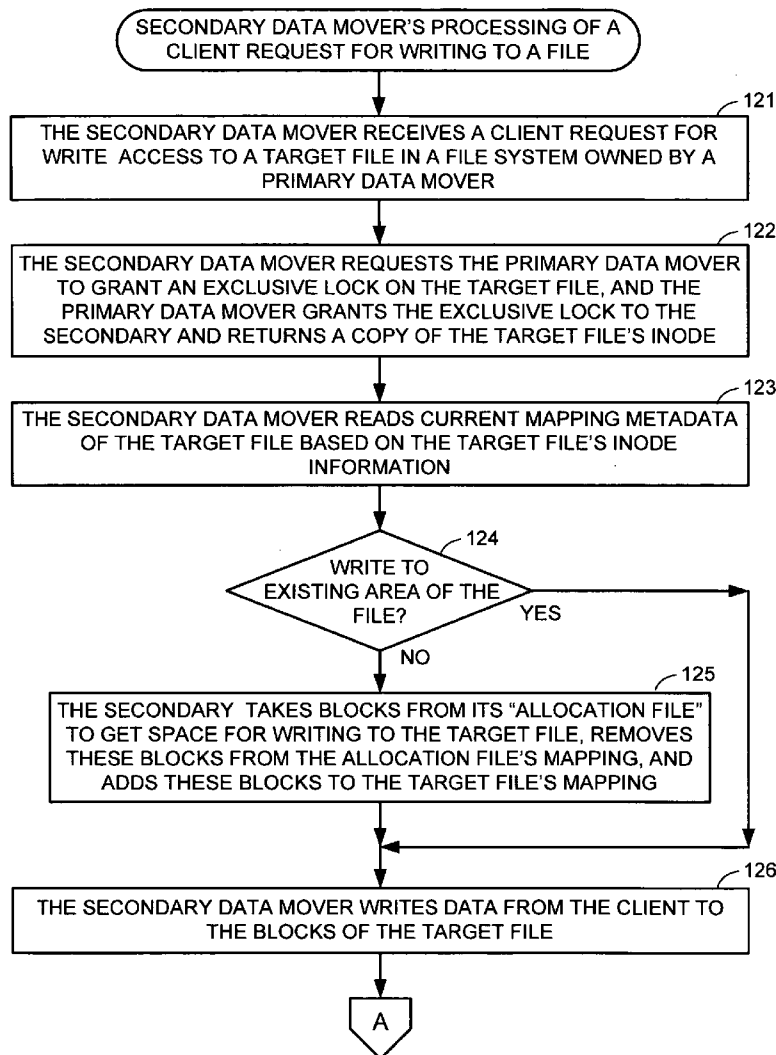 SECONDARY DATA MOVER'S PROCESSING OF A
CLIENT REQUEST FOR WRITING TO A FILE
121
THE SECONDARY DATA MOVER RECEIVES A CLIENT REQUEST FOR
WRITE ACCESS TO A TARGET FILE IN A FILE SYSTEM OWNED BY A
PRIMARY DATA MOVER
122
THE SECONDARY DATA MOVER REQUESTS THE PRIMARY DATA MOVER
TO GRANT AN EXCLUSIVE LOCK ON THE TARGET FILE, AND THE
PRIMARY DATA MOVER GRANTS THE EXCLUSIVE LOCK TO THE
SECONDARY AND RETURNS A COPY OF THE TARGET FILE'S INODE
123
THE SECONDARY DATA MOVER READS CURRENT MAPPING METADATA
OF THE TARGET FILE BASED ON THE TARGET FILE'S INODE
INFORMATION
124
WRITE TO
EXISTING AREA OF THE
FILE?
YES
NO
125
THE SECONDARY TAKES BLOCKS FROM ITS "ALLOCATION FILE"
TO GET SPACE FOR WRITING TO THE TARGET FILE, REMOVES
THESE BLOCKS FROM THE ALLOCATION FILE'S MAPPING, AND
ADDS THESE BLOCKS TO THE TARGET FILE'S MAPPING
126
THE SECONDARY DATA MOVER WRITES DATA FROM THE CLIENT TO
THE BLOCKS OF THE TARGET FILE
A